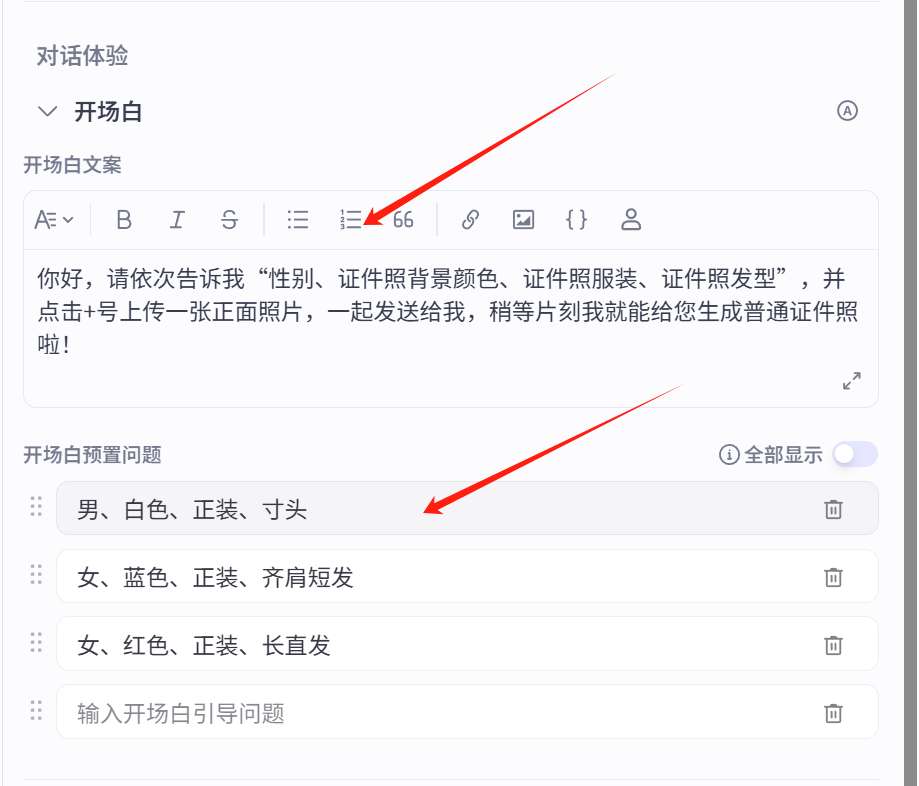 对话体验
开场白
A
开场白文案
A B I S 66 {}
你好，请依次告诉我“性别、证件照背景颜色、证件照服装、证件照发型”，并
点击+号上传一张正面照片，一起发送给我，稍等片刻我就能给您生成普通证件照
啦！
开场白预置问题
全部显示
男、白色、正装、寸头
女、蓝色、正装、齐肩短发
女、红色、正装、长直发
输入开场白引导问题